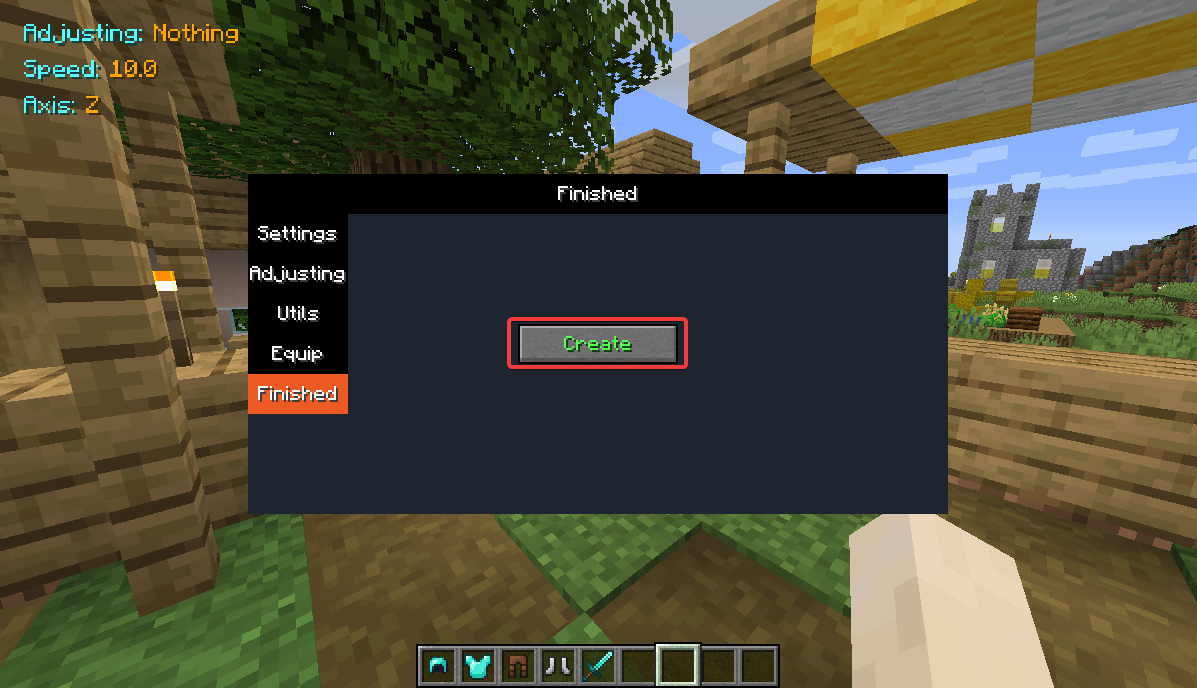 Adjusting: Nothing
Speed: 10.0
Axis: Z
Finished
Settings
Adjusting
Utils
Equip
Finished
Create